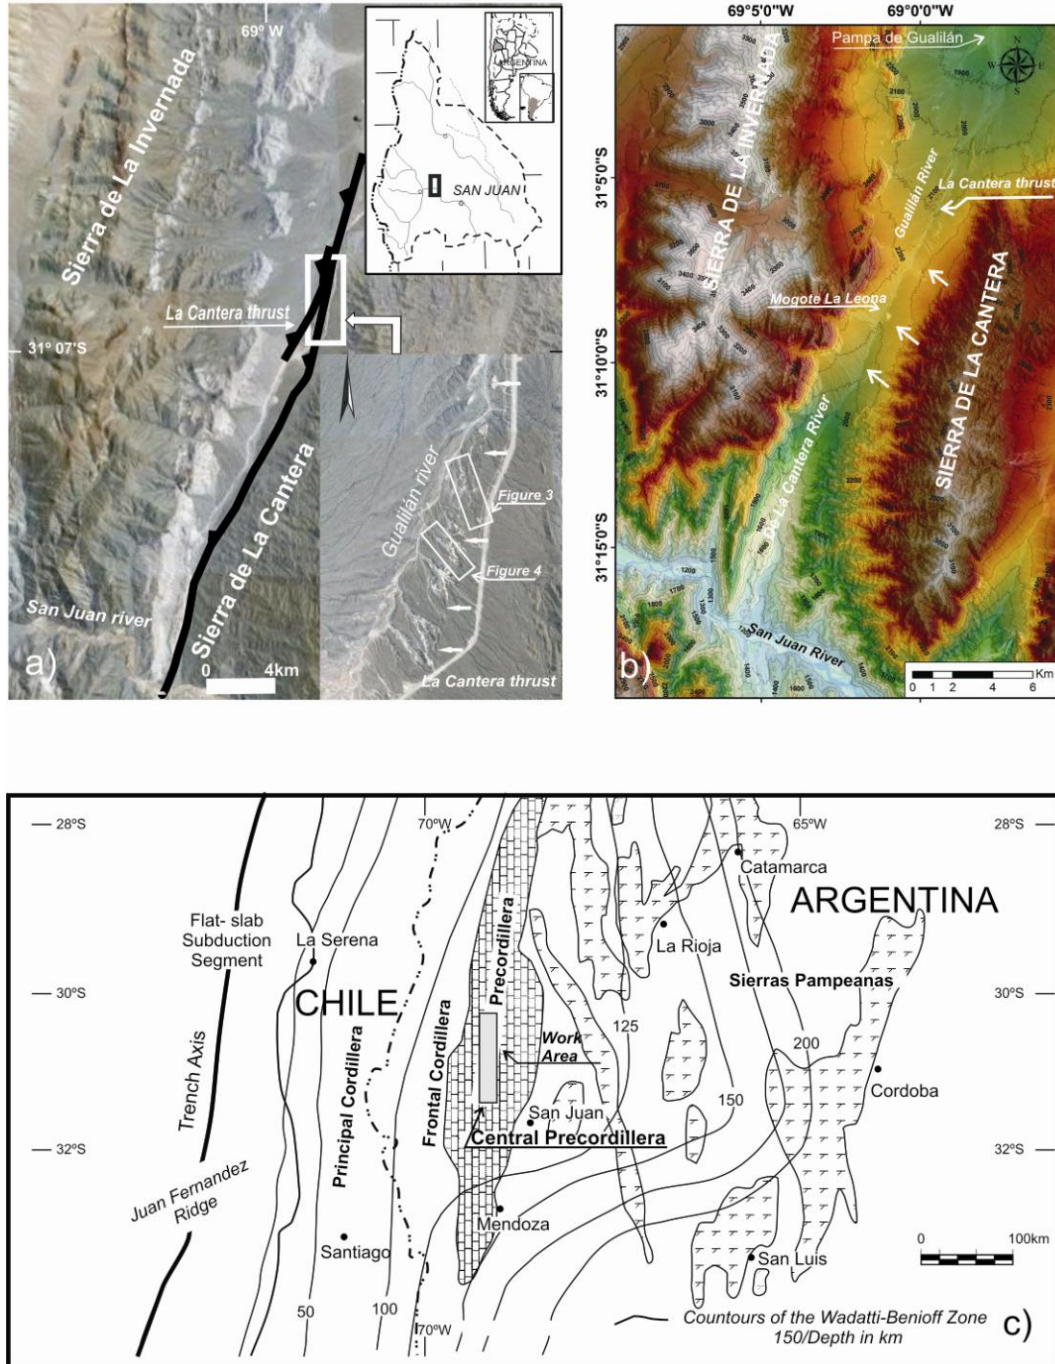 69° W
Sierra de La Invernada
ARGENTINA
SAN JUAN
La Cantera thrust
31° 07'S
Sierra de La Cantera
San Juan river
0 4km
a)
Gualilán river
Figure 3
Figure 4
La Cantera thrust
69°5'0"W 69°0'0"W
Pampa de Gualilán
N
W E
S
SIERRA DE LA INVERNADA
31°5'0"S
Gualilán River
La Cantera thrust
Mogote La Leona
31°10'0"S
SIERRA DE LA CANTERA
De La Cantera River
31°15'0"S
San Juan River
b)
Km
0 1 2 4 6
28°S
70°W
65°W
28°S
Catamarca
ARGENTINA
Flat- slab
Subduction
Segment
La Serena
Precordillera
La Rioja
Sierras Pampeanas
30°S
CHILE
30°S
125
Work
Area
200
Trench Axis
Principal Cordillera
Frontal Cordillera
Cordoba
150
San Juan
Central Precordillera
32°S
32°S
Juan Fernandez
Ridge
Mendoza
Santiago
0 100km
San Luis
50
100
70°W
Countours of the Wadatti-Benioff Zone
150/Depth in km
c)